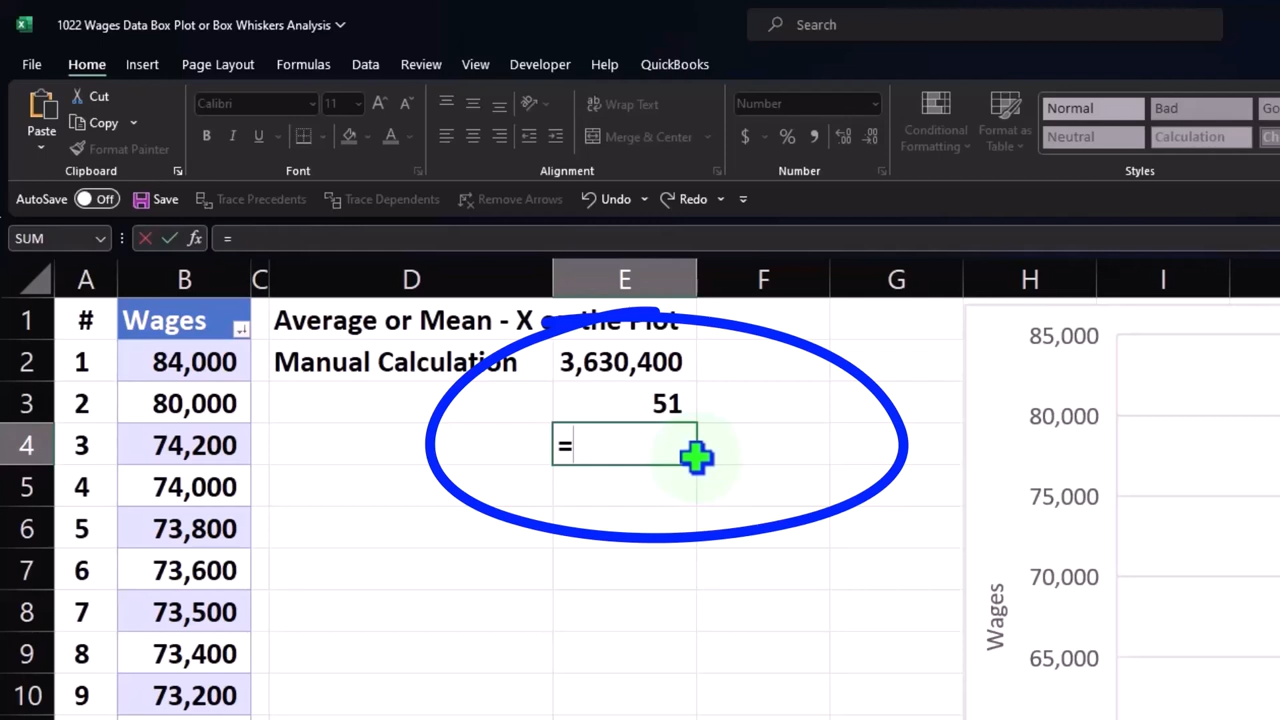 1022 Wages Data Box Plot or Box Whiskers Analysis
Search
File Home Insert Page Layout Formulas Data Review View Developer Help QuickBooks
Paste
Cut
Copy
Format Painter
Clipboard
Calibri 11
B I U
Font
Wrap Text
Merge & Center
Alignment
Number
$ % ,
Number
Conditional Formatting
Format as Table
Normal Bad
Neutral Calculation
Styles
AutoSave Off Save Trace Precedents Trace Dependents Remove Arrows Undo Redo
SUM fx =
A B C D E F G H I
1 # Wages Average or Mean - X on the Plot
2 1 84,000 Manual Calculation 3,630,400
3 2 80,000 51
4 3 74,200 =
5 4 74,000
6 5 73,800
7 6 73,600
8 7 73,500
9 8 73,400
10 9 73,200
85,000
80,000
75,000
70,000
65,000
Wages